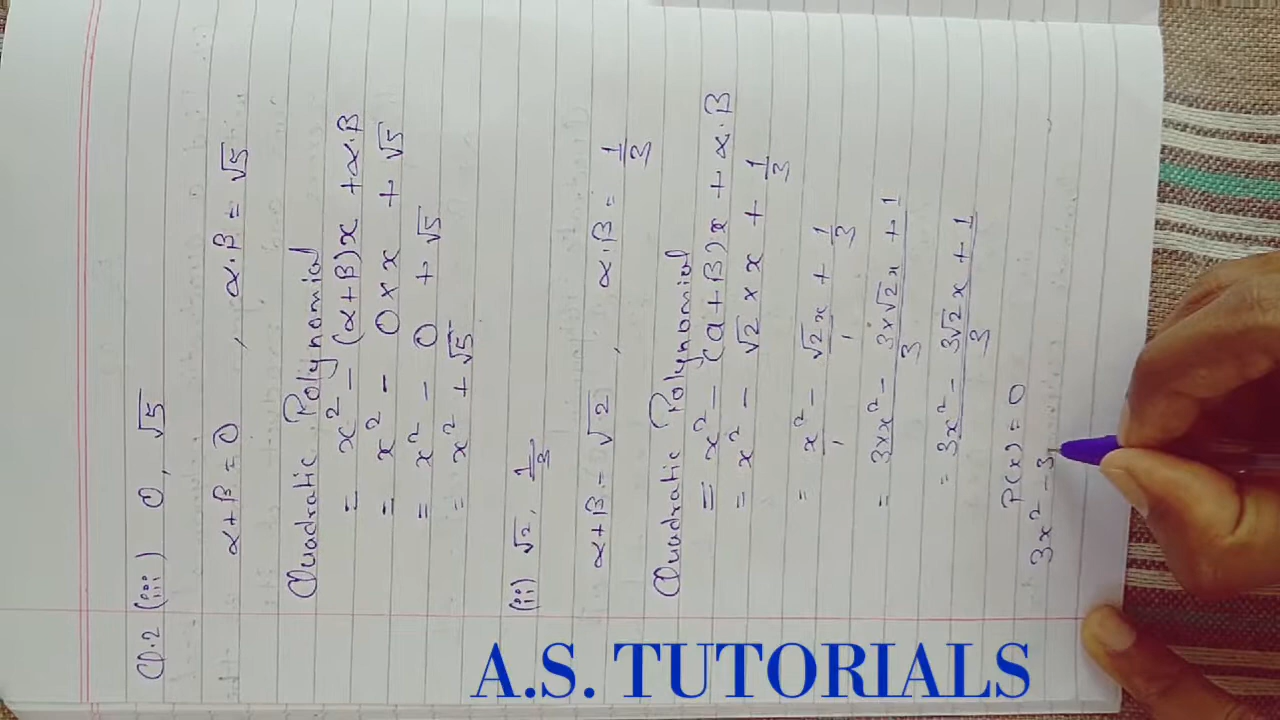 Q.2 (iii) 0, √5
α+β = 0 , α.β = √5
Quadratic Polynomial
= x² - (α+β)x + α.β
= x² - 0×x + √5
= x² - 0 + √5
= x² + √5
(ii) √2, 1/3
α+β = √2 , α.β = 1/3
Quadratic Polynomial
= x² - (α+β)x + α.β
= x² - √2×x + 1/3
= x²/1 - √2x/1 + 1/3
= 3×x² - 3×√2x + 1/3
= 3x² - 3√2x + 1/3
P(x) = 0
3x² - 3
A.S. TUTORIALS